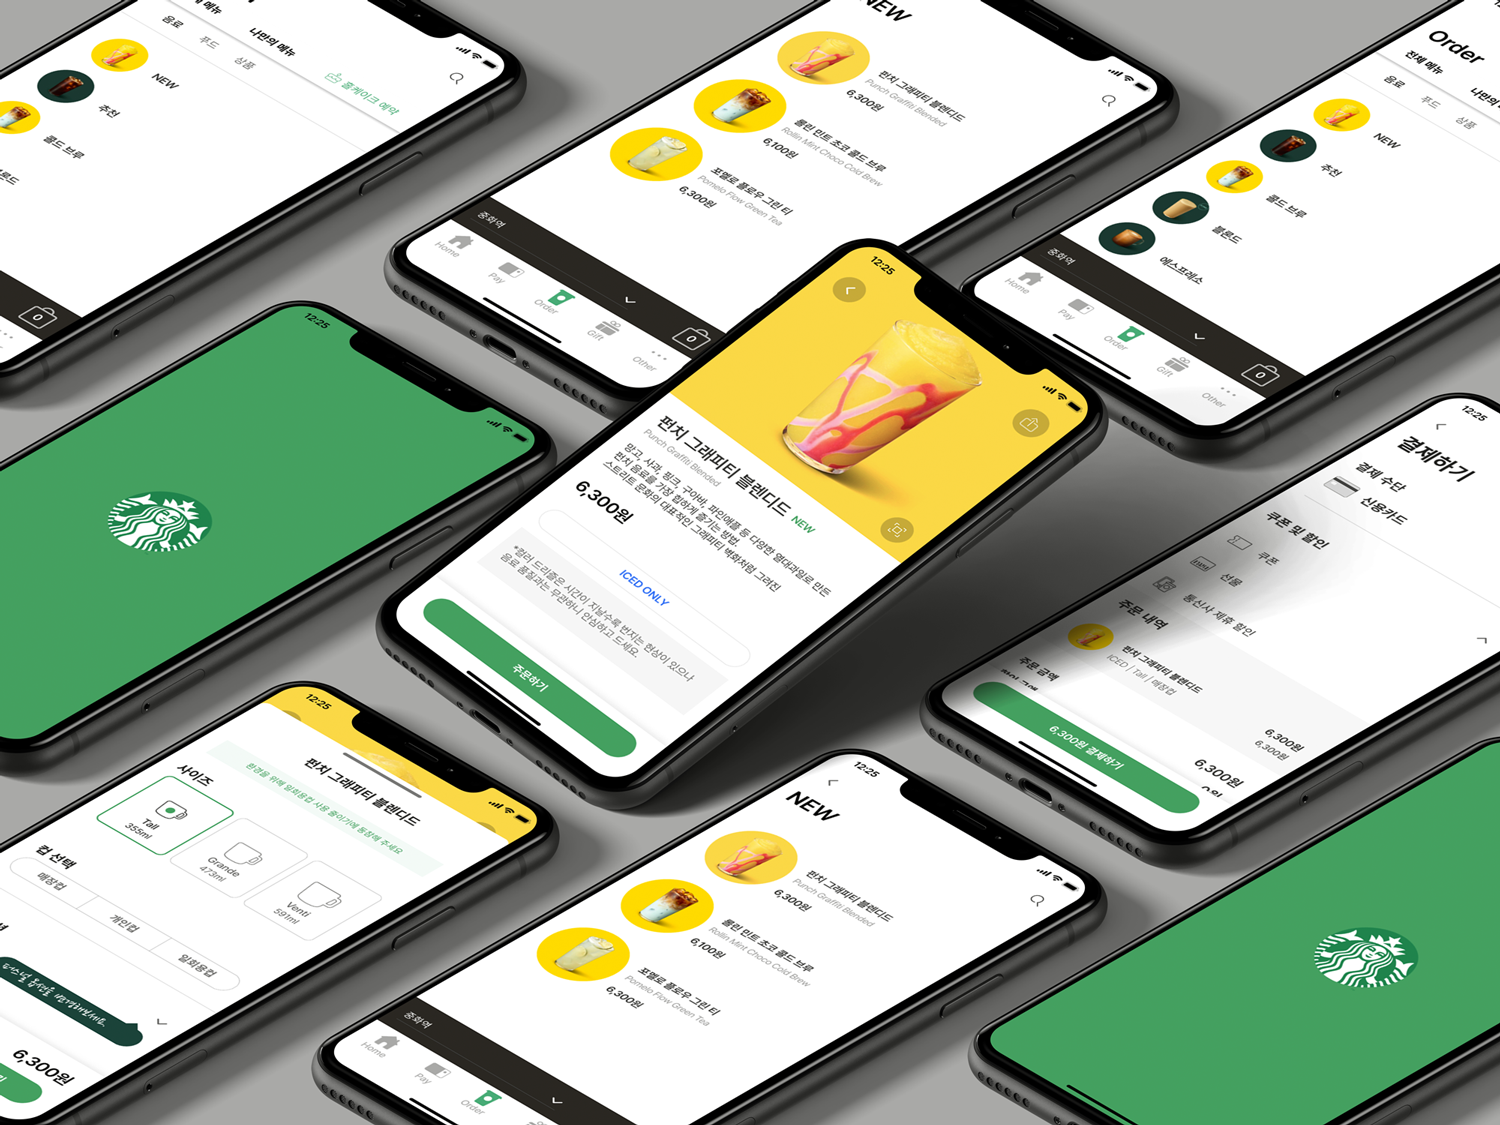 나만의 메뉴
음료
푸드
상품
홀케이크 예약
NEW
추천
콜드 브루
0
NEW
펀치 그래피티 블렌디드
Punch Graffiti Blended
6,300원
롤린 민트 초코 콜드 브루
Rollin Mint Choco Cold Brew
6,100원
포멜로 플로우 그린 티
Pomelo Flow Green Tea
6,300원
중화역
0
Home
Pay
Order
Gift
Other
Order
전체 메뉴
나만의
음료
푸드
상품
NEW
추천
콜드 브루
블론드
에스프레소
중화역
0
Home
Pay
Order
Gift
Other
12:25
12:25
펀치 그래피티 블렌디드 NEW
Punch Graffiti Blended
망고, 사과, 핑크, 구아바, 파인애플 등 다양한 열대과일로 만든
펀치 음료를 가장 힙하게 즐기는 방법.
스트리트 문화의 대표적인 그래피티 벽화처럼 그려진
6,300원
ICED ONLY
*컬러 드리즐은 시간이 지날수록 번지는 현상이 있으나
음료 품질과는 무관하니 안심하고 드세요.
주문하기
12:25
결제하기
결제 수단
신용카드
쿠폰 및 할인
쿠폰
선물
통신사 제휴 할인
주문 내역
펀치 그래피티 블렌디드
ICED | Tall | 매장컵
6,300원
주문 금액
6,300원
6,300원
6,300원 결제하기
12:25
펀치 그래피티 블렌디드
환경을 위해 일회용컵 사용 줄이기에 동참해 주세요
사이즈
Tall
355ml
Grande
473ml
Venti
591ml
컵 선택
매장컵
개인컵
일회용컵
6,300원
12:25
NEW
펀치 그래피티 블렌디드
Punch Graffiti Blended
6,300원
롤린 민트 초코 콜드 브루
Rollin Mint Choco Cold Brew
6,100원
포멜로 플로우 그린 티
Pomelo Flow Green Tea
6,300원
중화역
Home
Pay
Order